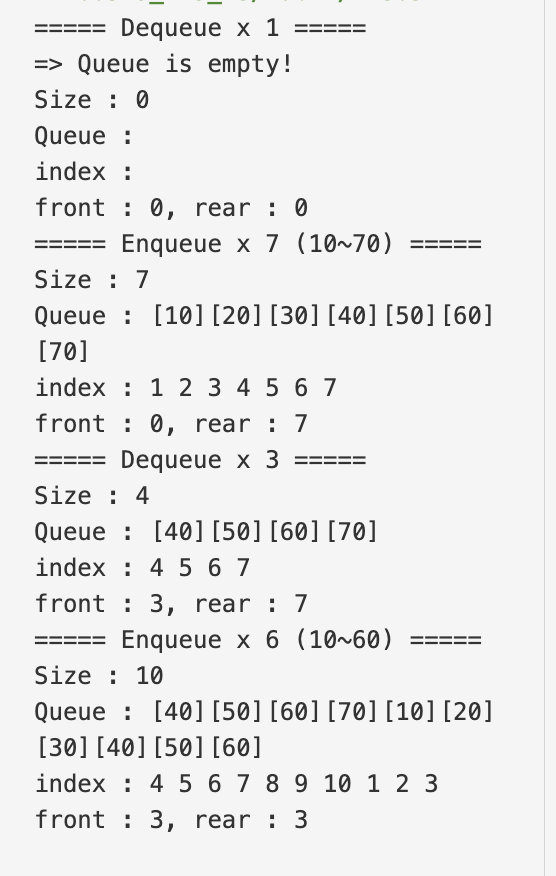 ===== Dequeue x 1 =====
=> Queue is empty!
Size : 0
Queue :
index :
front : 0, rear : 0
===== Enqueue x 7 (10~70) =====
Size : 7
Queue : [10][20][30][40][50][60]
[70]
index : 1 2 3 4 5 6 7
front : 0, rear : 7
===== Dequeue x 3 =====
Size : 4
Queue : [40][50][60][70]
index : 4 5 6 7
front : 3, rear : 7
===== Enqueue x 6 (10~60) =====
Size : 10
Queue : [40][50][60][70][10][20]
[30][40][50][60]
index : 4 5 6 7 8 9 10 1 2 3
front : 3, rear : 3